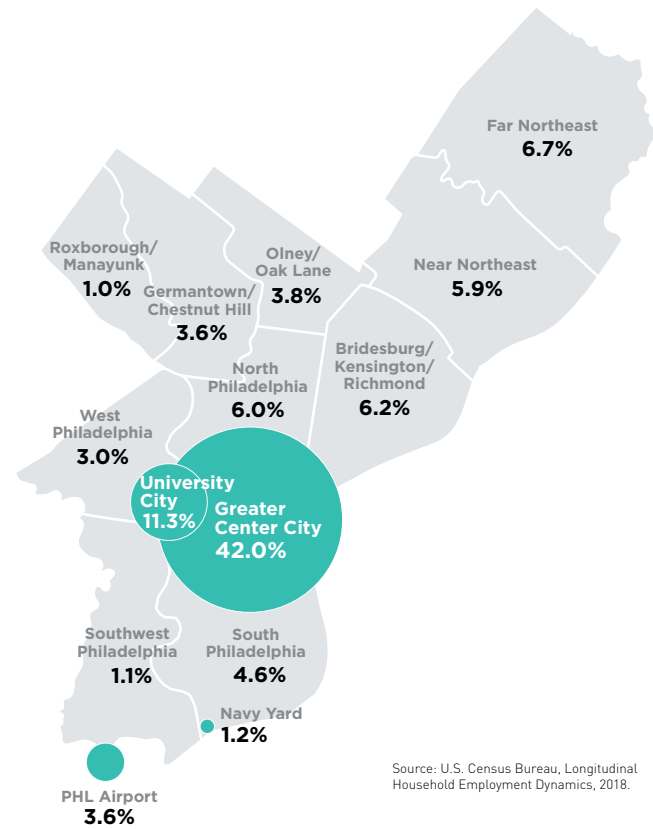 Far Northeast
6.7%
Roxborough/
Manayunk
1.0%
Germantown/
Chestnut Hill
3.6%
Olney/
Oak Lane
3.8%
Near Northeast
5.9%
Bridesburg/
Kensington/
Richmond
6.2%
North
Philadelphia
6.0%
West
Philadelphia
3.0%
University
City
11.3%
Greater
Center City
42.0%
Southwest
Philadelphia
1.1%
South
Philadelphia
4.6%
Navy Yard
1.2%
PHL Airport
3.6%
Source: U.S. Census Bureau, Longitudinal
Household Employment Dynamics, 2018.